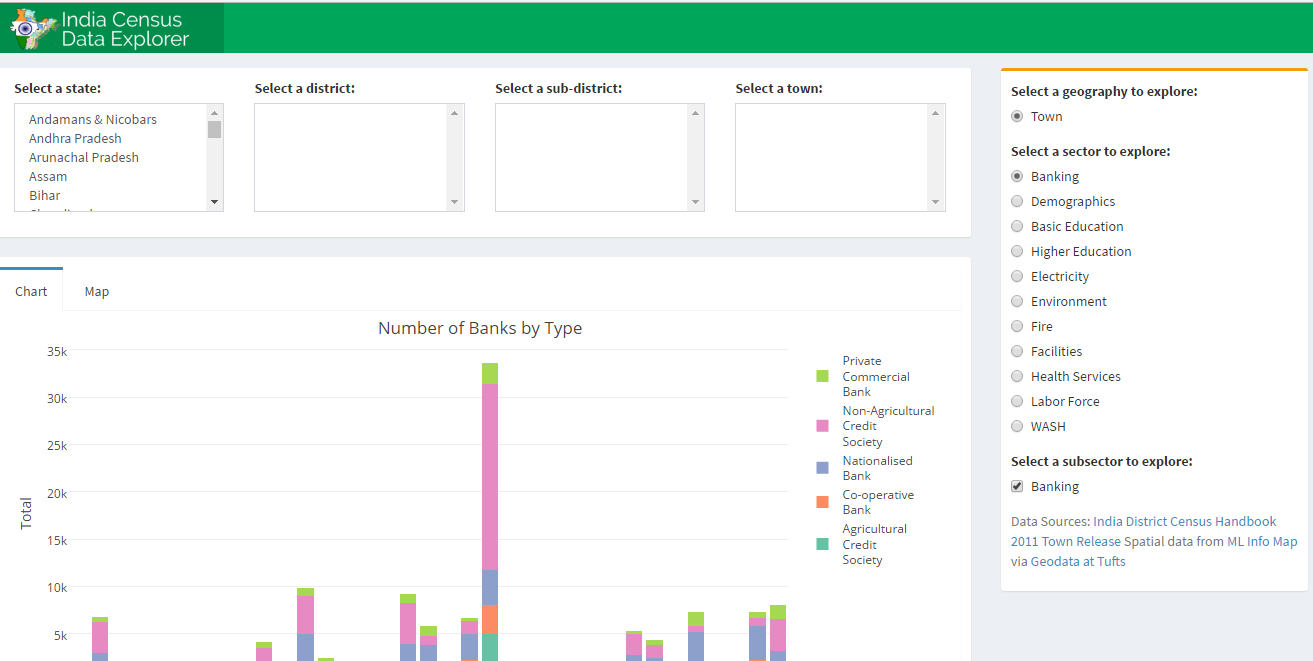 India Census
Data Explorer
Select a state:
Select a district:
Select a sub-district:
Select a town:
Andamans & Nicobars
Andhra Pradesh
Arunachal Pradesh
Assam
Bihar
Chart
Map
Number of Banks by Type
35k
30k
25k
20k
15k
10k
5k
Total
Private
Commercial
Bank
Non-Agricultural
Credit
Society
Nationalised
Bank
Co-operative
Bank
Agricultural
Credit
Society
Select a geography to explore:
Town
Select a sector to explore:
Banking
Demographics
Basic Education
Higher Education
Electricity
Environment
Fire
Facilities
Health Services
Labor Force
WASH
Select a subsector to explore:
Banking
Data Sources: India District Census Handbook
2011 Town Release Spatial data from ML Info Map
via Geodata at Tufts